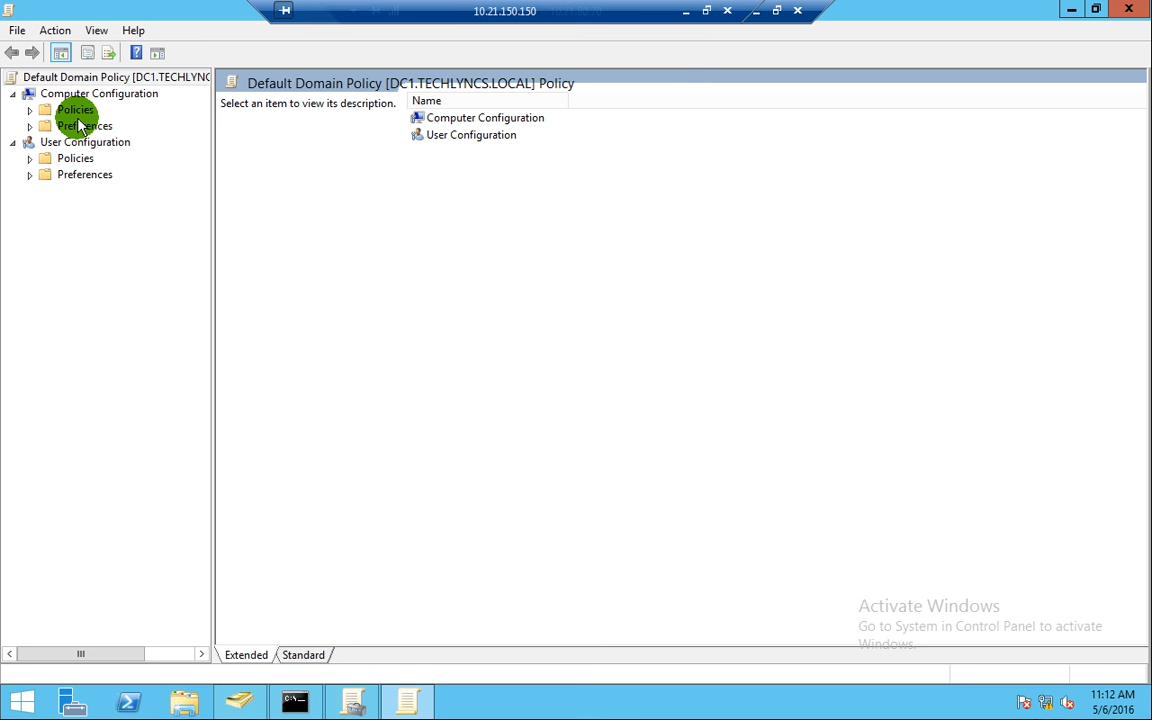 10.21.150.150
File Action View Help
Default Domain Policy [DC1.TECHLYNC
Computer Configuration
Policies
Preferences
User Configuration
Policies
Preferences
Default Domain Policy [DC1.TECHLYNCS.LOCAL] Policy
Select an item to view its description.
Name
Computer Configuration
User Configuration
Activate Windows
Go to System in Control Panel to activate
Windows.
Extended Standard
C:\
11:12 AM
5/6/2016